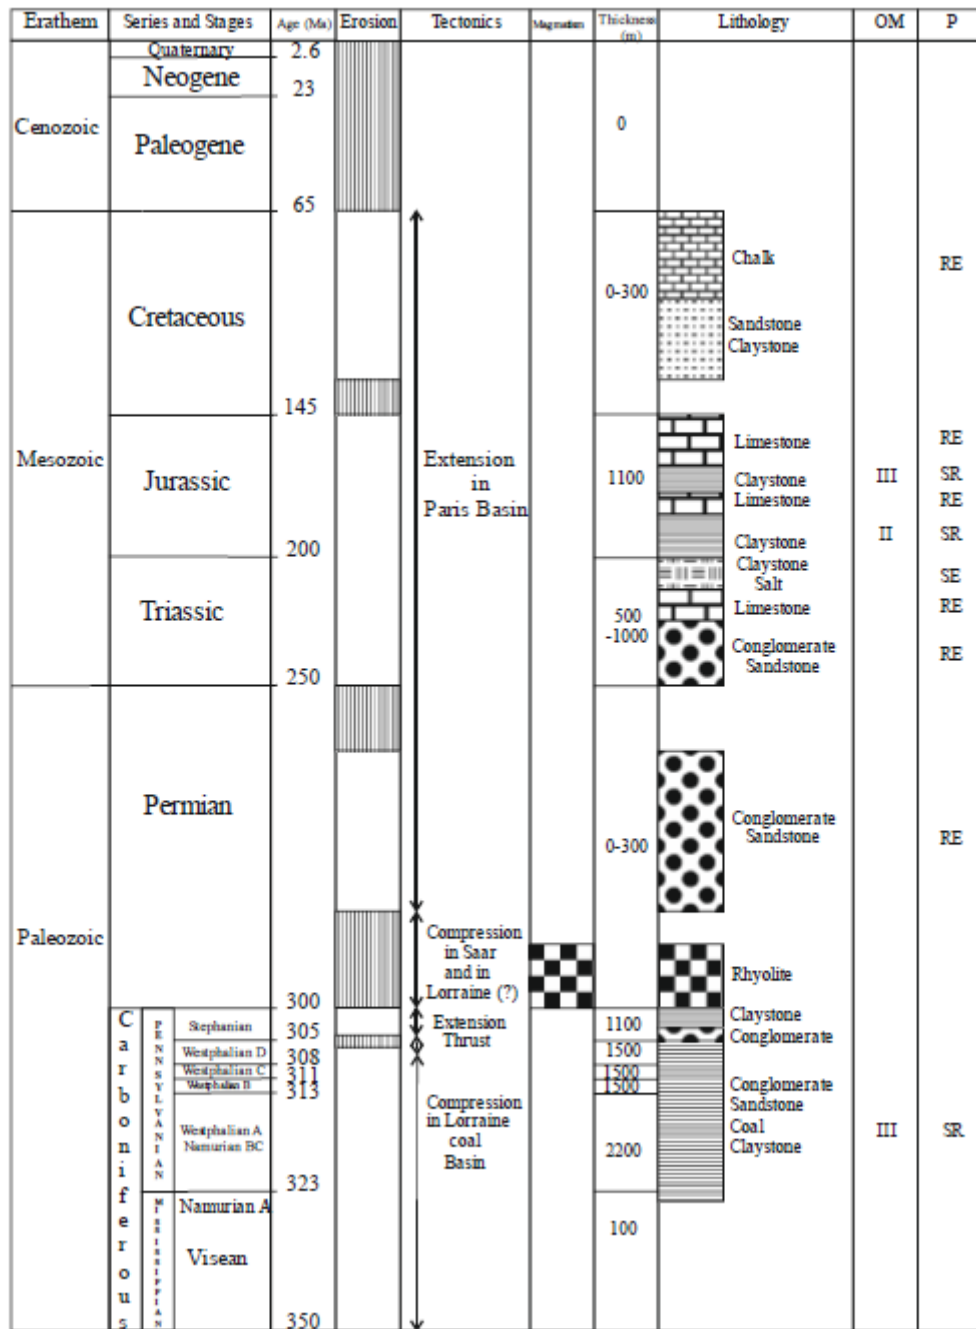 Erathem Series and Stages Age (Ma) Erosion Tectonics Magmatism Thickness (m) Lithology OM P
Quaternary 2.6
Neogene
23
Cenozoic
0
Paleogene
65
Chalk
RE
0-300
Cretaceous
Sandstone
Claystone
145
Limestone RE
Mesozoic
Extension
in
Paris Basin
Jurassic
1100
Claystone III SR
Limestone RE
II SR
Claystone
200
Claystone
Salt
SE
Triassic
500
-1000
Limestone RE
Conglomerate
Sandstone
RE
250
Permian
Conglomerate
Sandstone
0-300
RE
Paleozoic
Compression
in Saar
and in
Lorraine (?)
Rhyolite
300
Carboniferous
PENNSYLVANIAN
Stephanian
305
Extension
Thrust
1100
Claystone
Conglomerate
Westphalian D
308
1500
Westphalian C
311
1500
Westphalian B
313
1500
Westphalian A
Namurian BC
Compression
in Lorraine
coal
Basin
2200
Conglomerate
Sandstone
Coal
Claystone
III SR
323
MISSISSIPPIAN
Namurian A
100
Visean
350